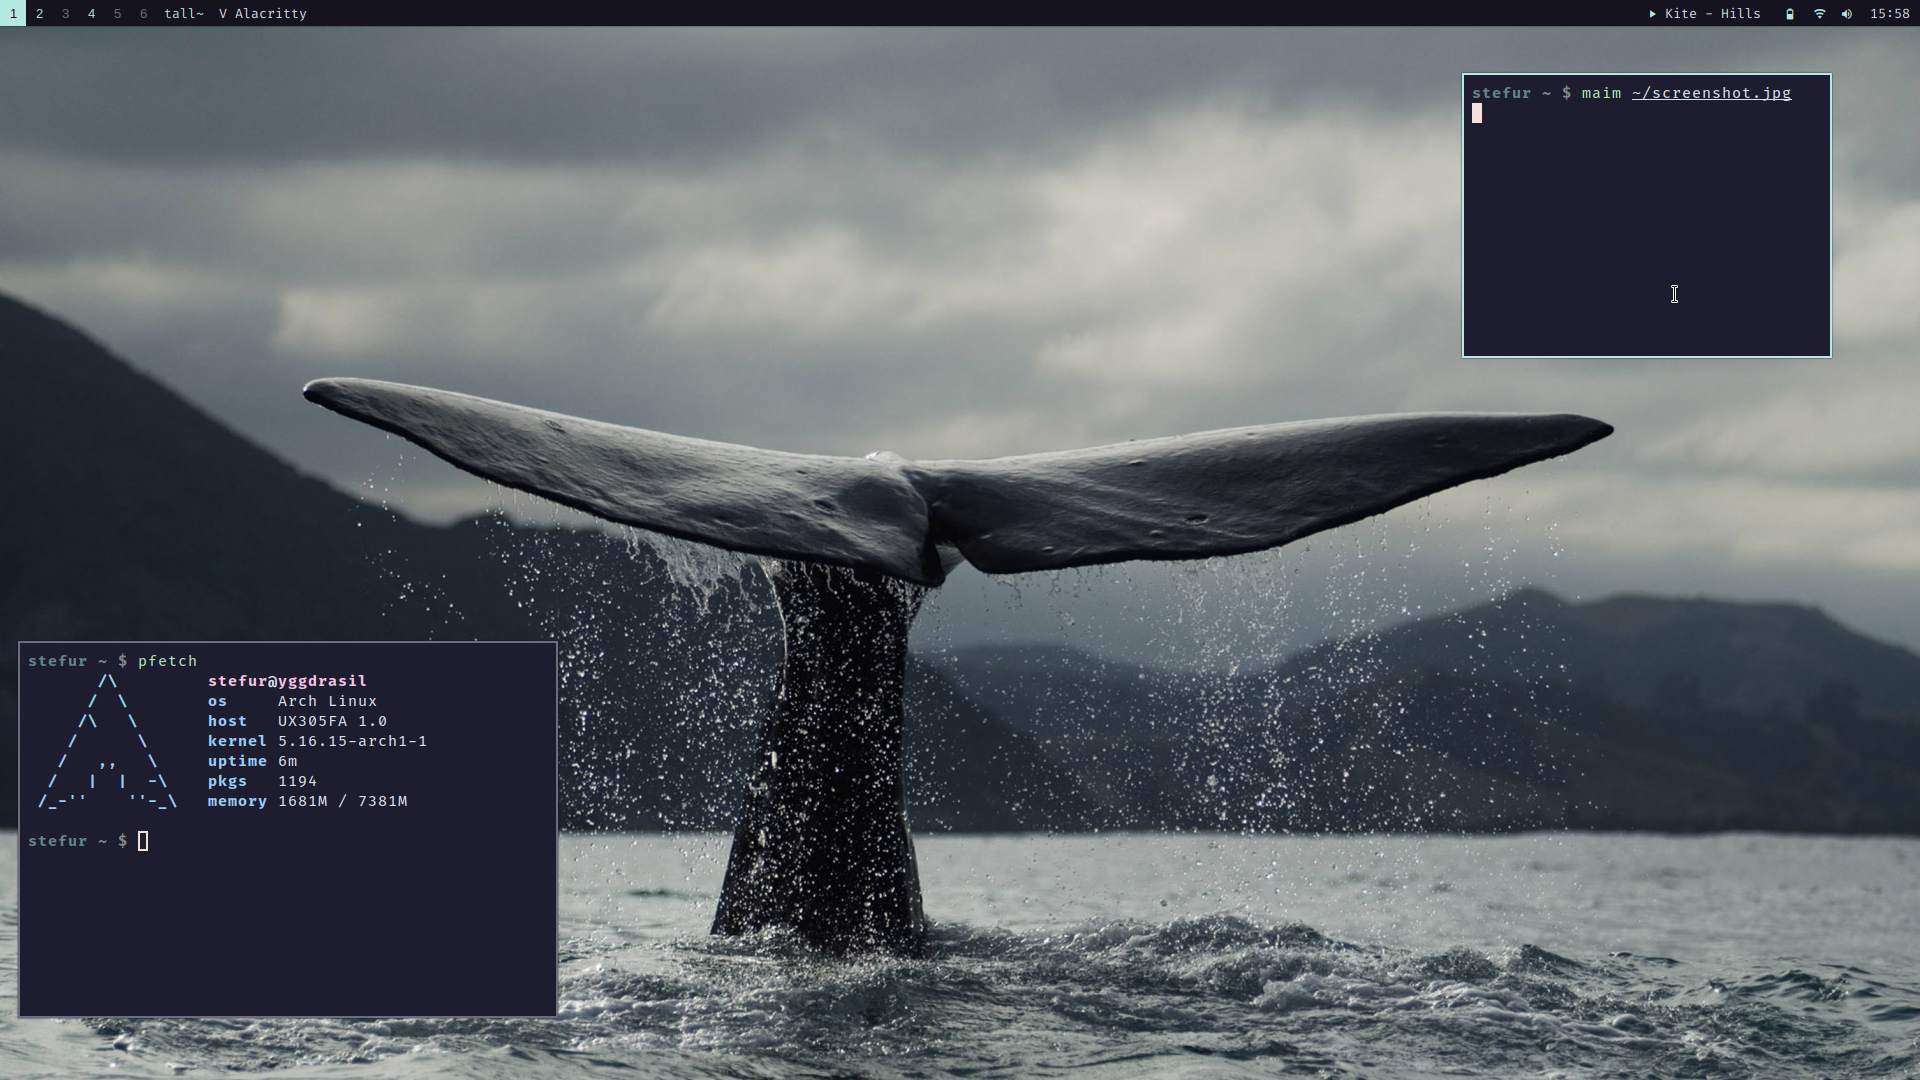 1 2 3 4 5 6 tall~ V Alacritty
Kite - Hills 15:58
stefur ~ $ maim ~/screenshot.jpg
stefur ~ $ pfetch
stefur@yggdrasil
os Arch Linux
host UX305FA 1.0
kernel 5.16.15-arch1-1
uptime 6m
pkgs 1194
memory 1681M / 7381M
stefur ~ $